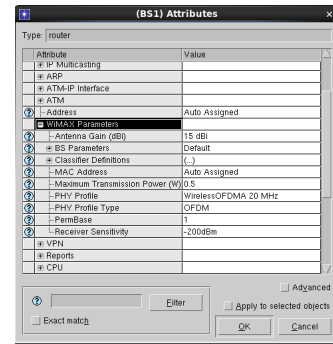 (BS1) Attributes
Type: router
Attribute Value
IP Multicasting
ARP
ATM-IP Interface
ATM
Address Auto Assigned
WiMAX Parameters
Antenna Gain (dBi) 15 dBi
BS Parameters Default
Classifier Definitions (...)
MAC Address Auto Assigned
Maximum Transmission Power (W) 0.5
PHY Profile WirelessOFDMA 20 MHz
PHY Profile Type OFDM
PermBase 1
Receiver Sensitivity -200dBm
VPN
Reports
CPU
Advanced
Filter
Apply to selected objects
Exact match
OK Cancel